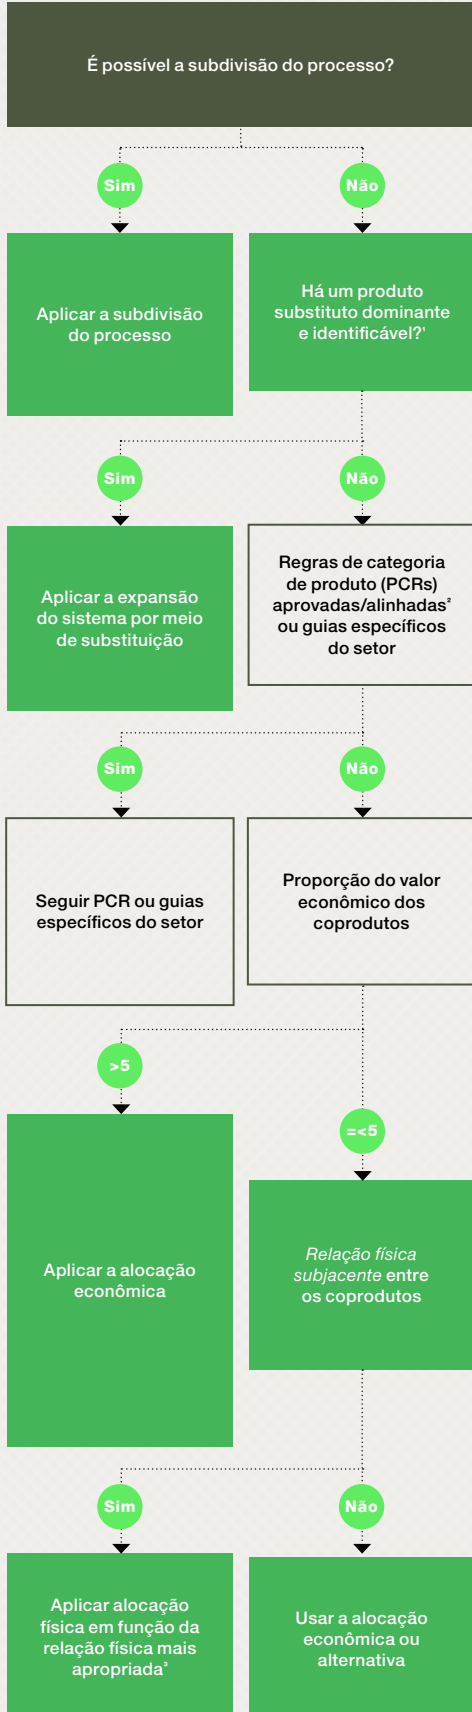 É possível a subdivisão do processo?
Sim
Não
Aplicar a subdivisão
do processo
Há um produto
substituto dominante
e identificável?¹
Sim
Não
Aplicar a expansão
do sistema por meio
de substituição
Regras de categoria
de produto (PCRs)
aprovadas/alinhadas²
ou guias específicos
do setor
Sim
Não
Seguir PCR ou guias
específicos do setor
Proporção do valor
econômico dos
coprodutos
>5
=<5
Aplicar a alocação
econômica
Relação física
subjacente entre
os coprodutos
Sim
Não
Aplicar alocação
física em função da
relação física mais
apropriada³
Usar a alocação
econômica ou
alternativa